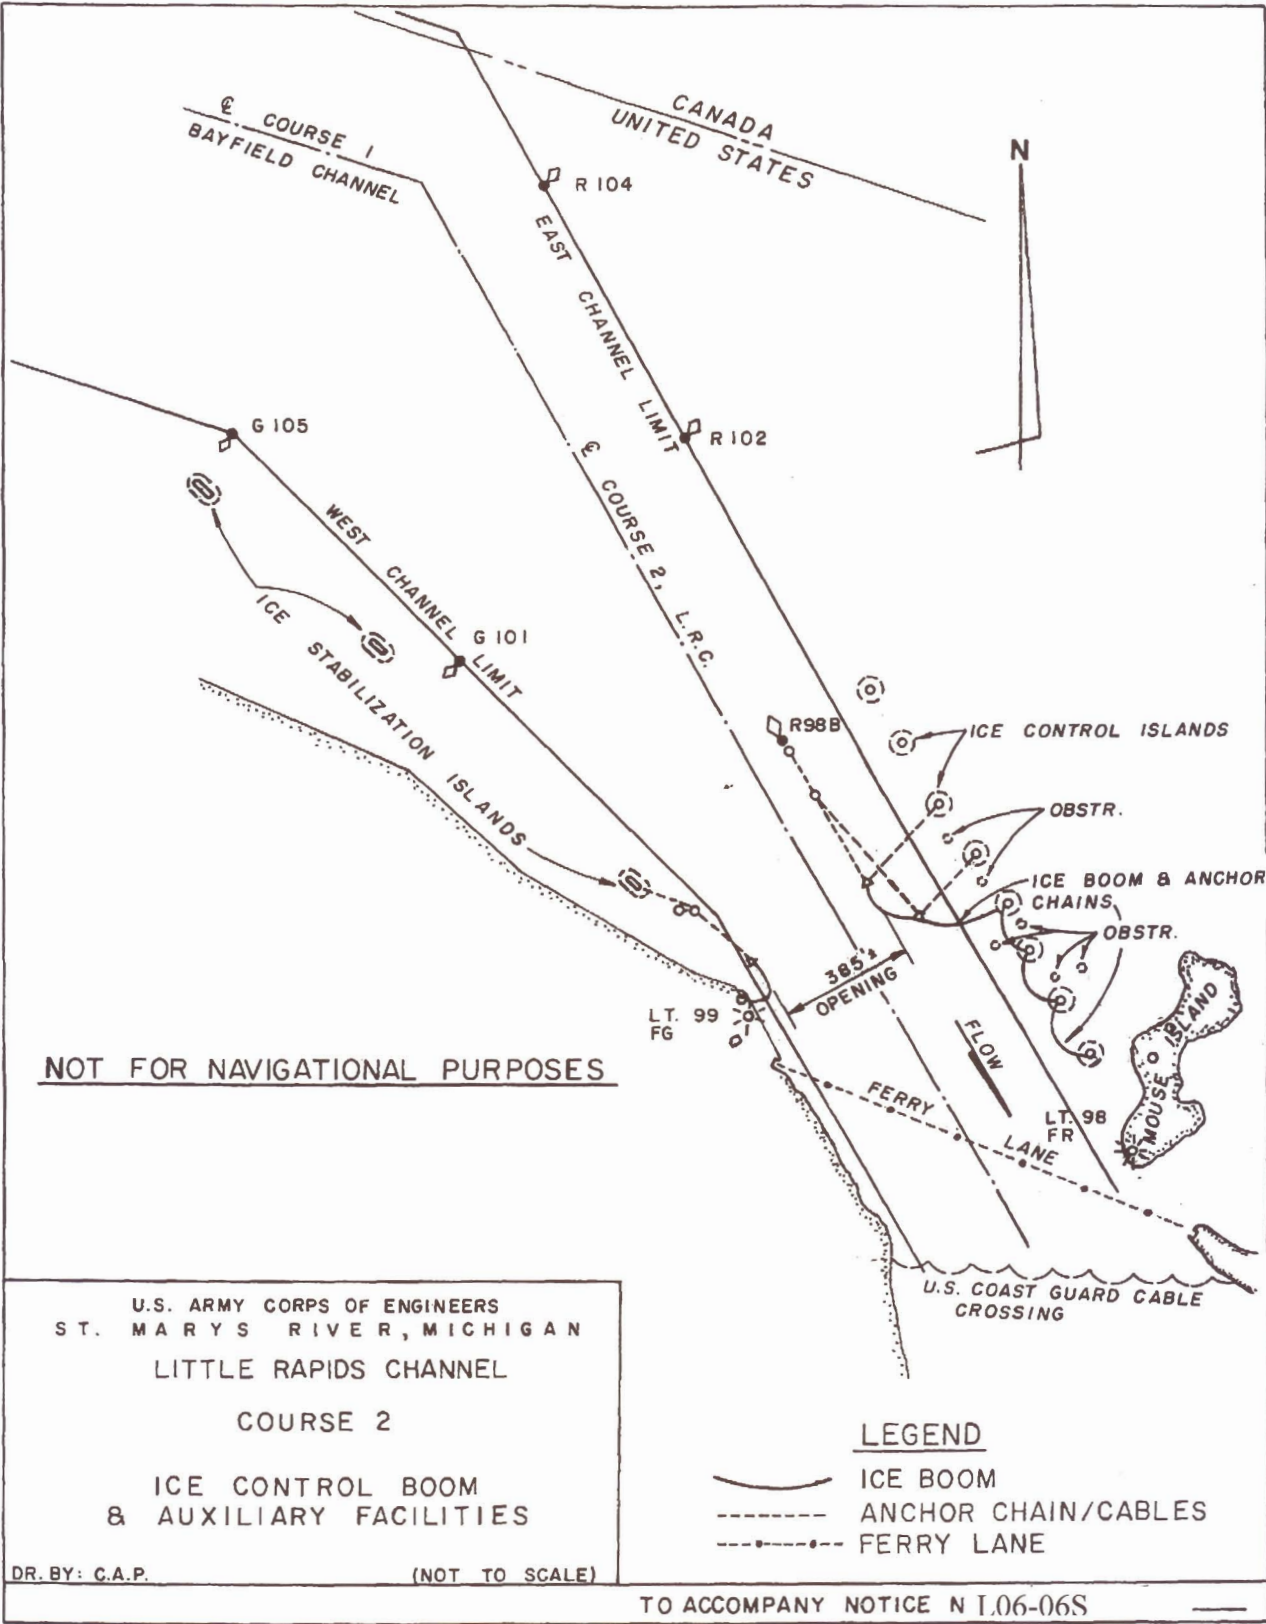 CANADA
UNITED STATES
℄ COURSE 1
BAYFIELD CHANNEL
N
R 104
EAST CHANNEL LIMIT
G 105
R 102
℄ COURSE 2, L.R.C.
WEST CHANNEL LIMIT
G 101
ICE STABILIZATION ISLANDS
R98B
ICE CONTROL ISLANDS
OBSTR.
ICE BOOM & ANCHOR
CHAINS
OBSTR.
385'±
OPENING
LT. 99
FG
FLOW
MOUSE ISLAND
NOT FOR NAVIGATIONAL PURPOSES
FERRY LANE
LT. 98
FR
U.S. COAST GUARD CABLE
CROSSING
U.S. ARMY CORPS OF ENGINEERS
ST. MARYS RIVER, MICHIGAN
LITTLE RAPIDS CHANNEL
COURSE 2
ICE CONTROL BOOM
& AUXILIARY FACILITIES
DR. BY: C.A.P. (NOT TO SCALE)
LEGEND
ICE BOOM
ANCHOR CHAIN/CABLES
FERRY LANE
TO ACCOMPANY NOTICE N L06-06S